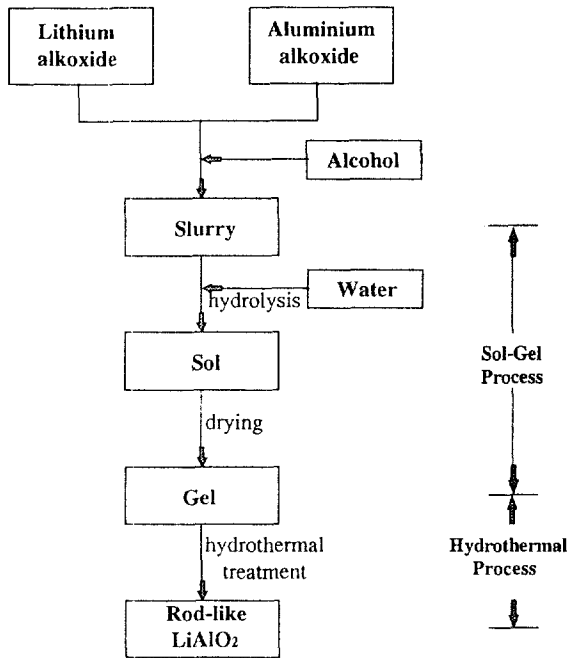 Lithium
alkoxide
Aluminium
alkoxide
Alcohol
Slurry
hydrolysis
Water
Sol
Sol-Gel
Process
drying
Gel
hydrothermal
treatment
Hydrothermal
Process
Rod-like
LiAlO2